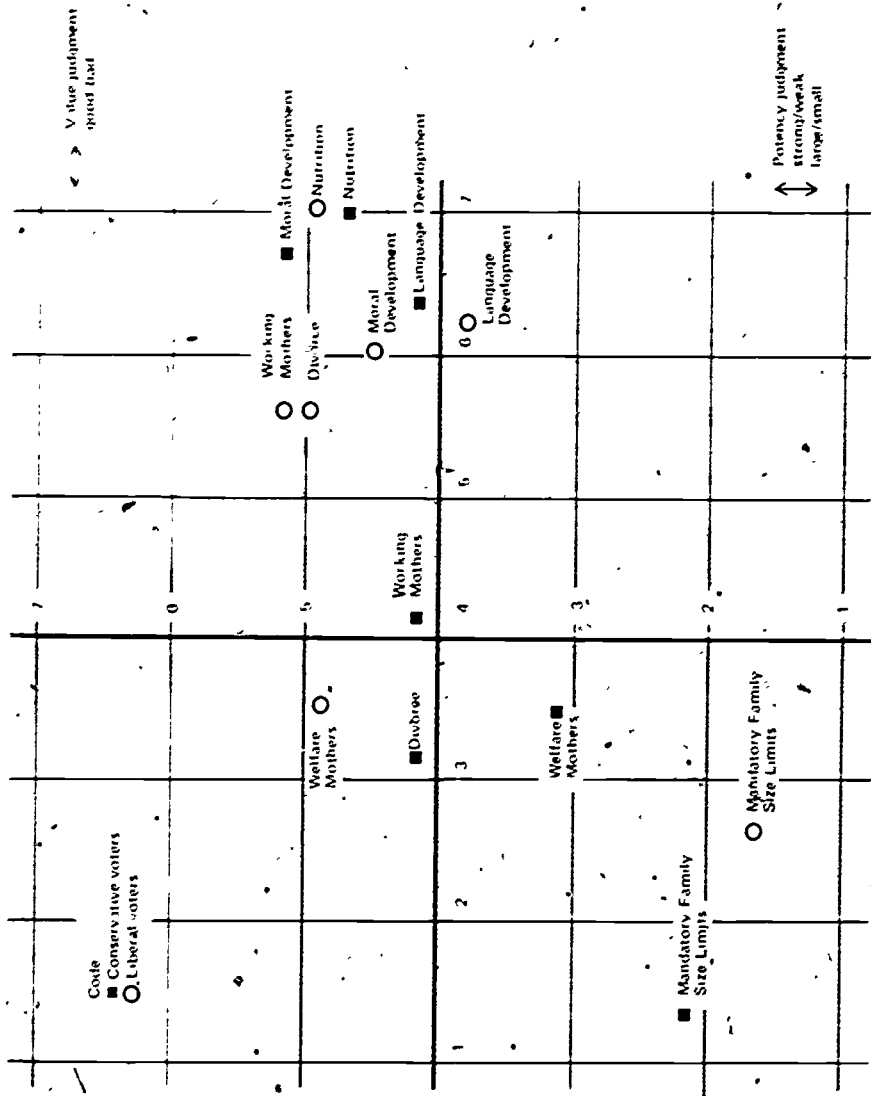 Code
■ Conservative voters
○ Liberal voters
Value judgment
good bad
7
6
5
4
3
2
1
1
2
3
5
6
7
Working
Mothers
Divorce
Moral Development
Nutrition
Nutrition
Moral
Development
Language Development
Language
Development
Welfare
Mothers
Divorce
Working
Mothers
Welfare
Mothers
Mandatory Family
Size Limits
Mandatory Family
Size Limits
Potency judgment
strong/weak
large/small